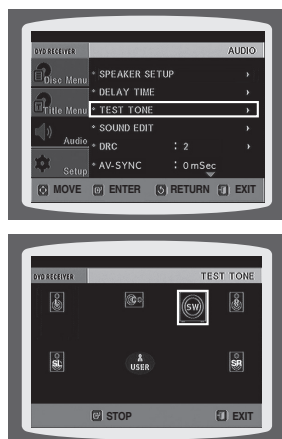 DVD RECEIVER AUDIO
Disc Menu
Title Menu
Audio
Setup
• SPEAKER SETUP
• DELAY TIME
• TEST TONE
• SOUND EDIT
• DRC : 2
• AV-SYNC : 0 mSec
MOVE ENTER RETURN EXIT
DVD RECEIVER TEST TONE
L C SW R
SL USER SR
STOP EXIT